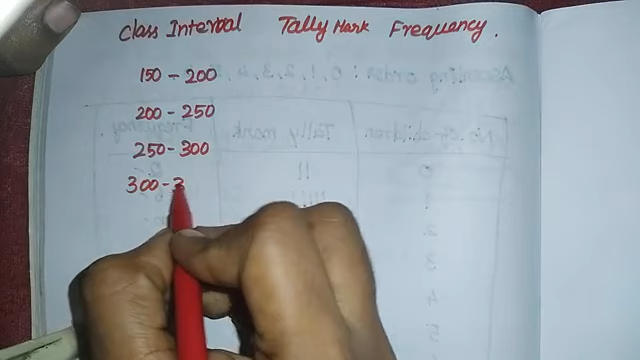 Class Interval Tally Mark Frequency.
150 - 200
200 - 250
250 - 300
300 - 3